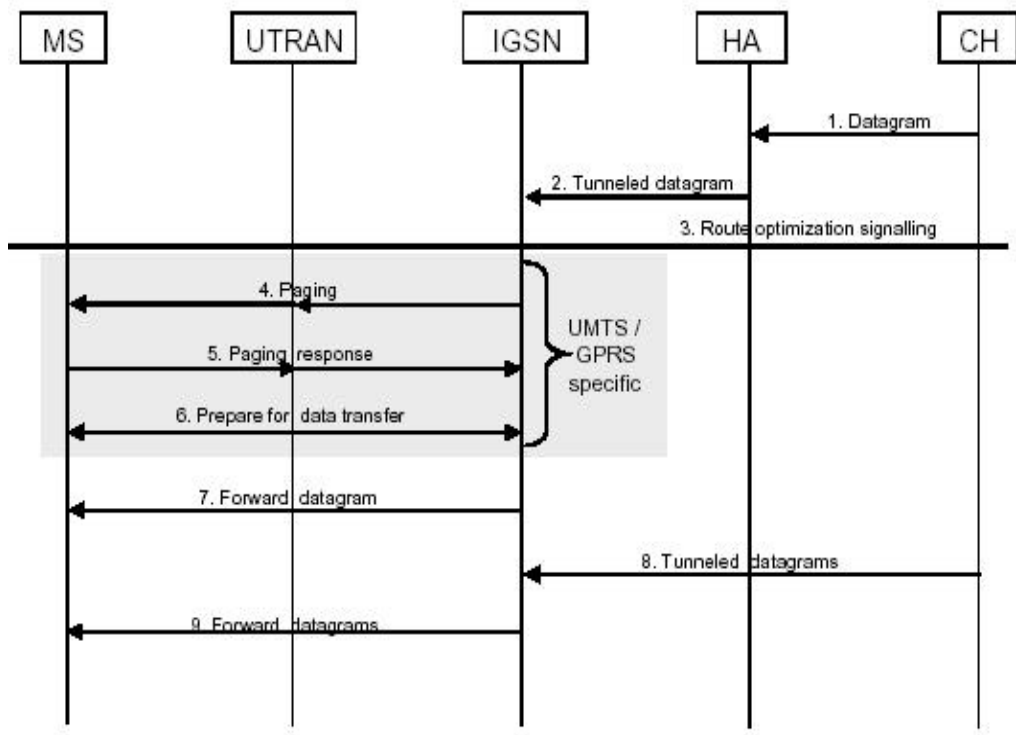 MS
UTRAN
IGSN
HA
CH
1. Datagram
2. Tunneled datagram
3. Route optimization signalling
4. Paging
5. Paging response
6. Prepare for data transfer
UMTS /
GPRS
specific
7. Forward datagram
8. Tunneled datagrams
9. Forward datagrams